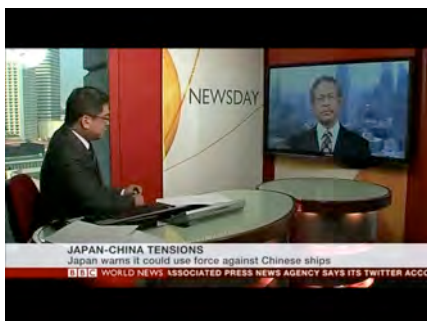 NEWSDAY
JAPAN-CHINA TENSIONS
Japan warns it could use force against Chinese ships
BBC WORLD NEWS ASSOCIATED PRESS NEWS AGENCY SAYS ITS TWITTER ACCO